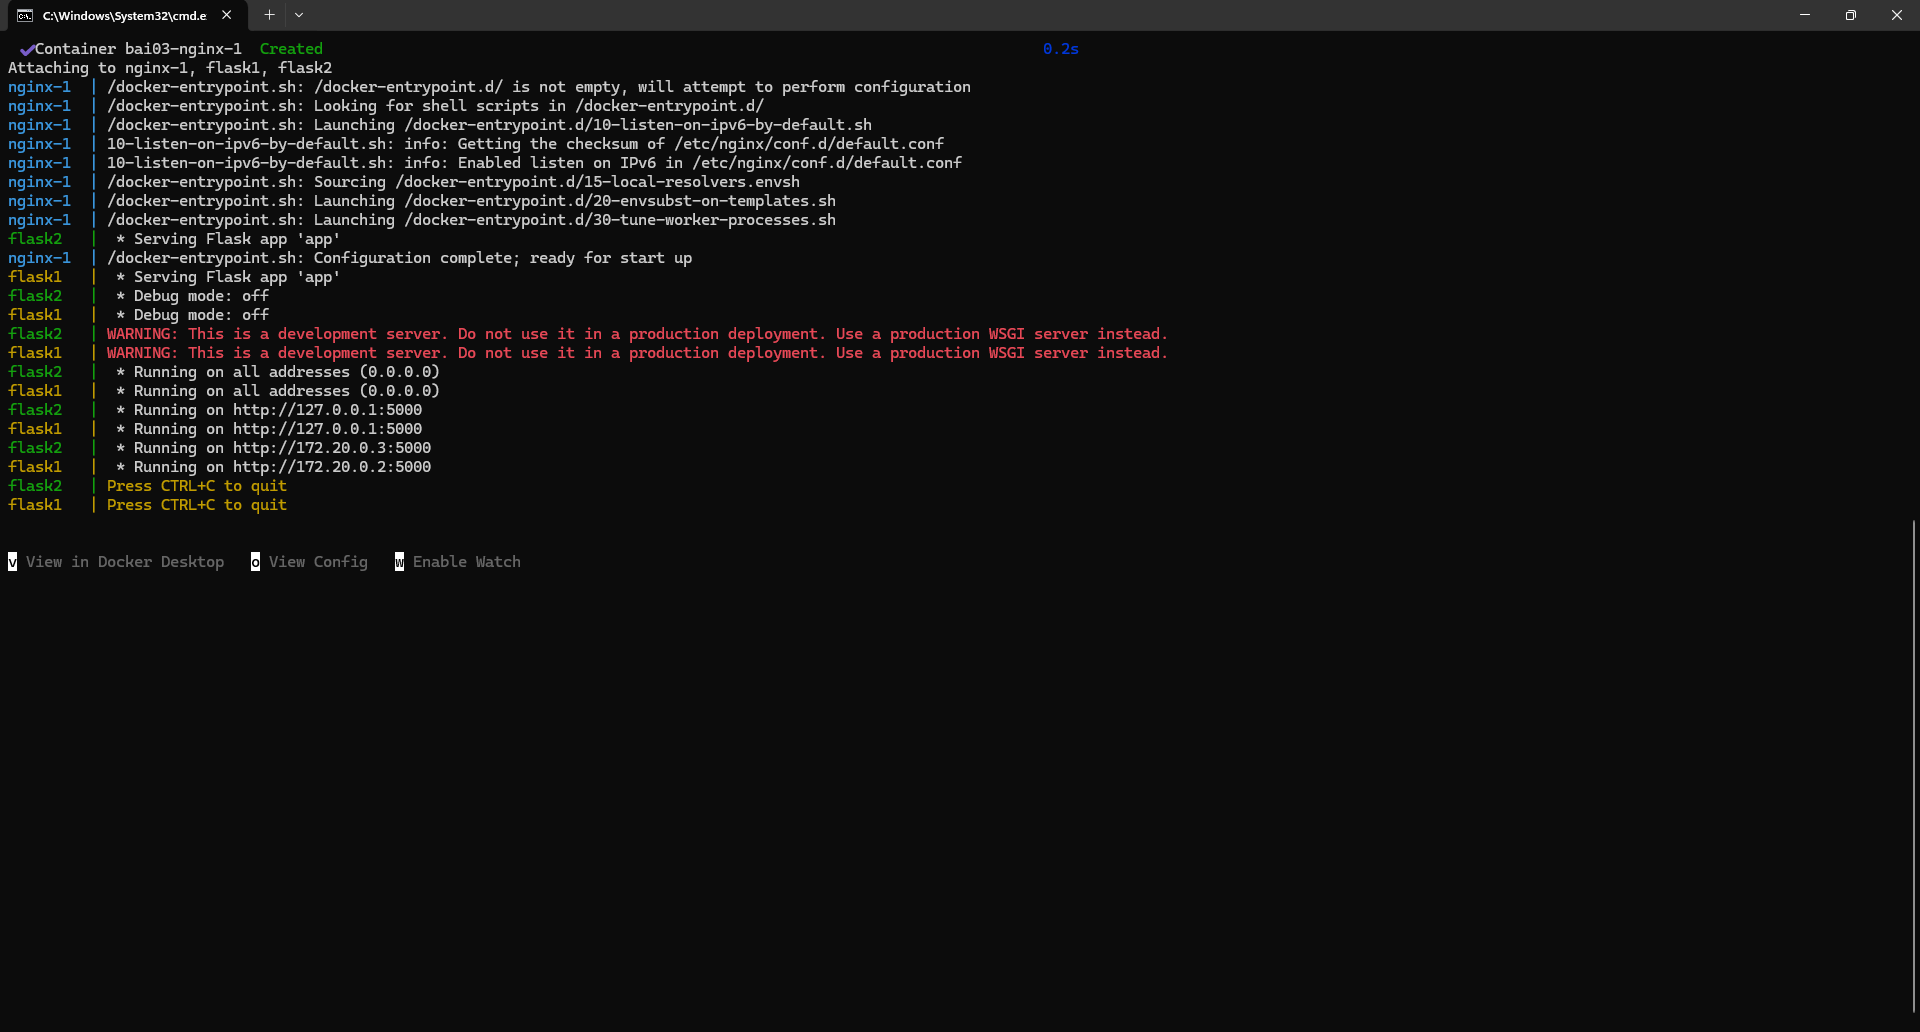 C:\Windows\System32\cmd.e
Container bai03-nginx-1  Created 0.2s
Attaching to nginx-1, flask1, flask2
nginx-1  | /docker-entrypoint.sh: /docker-entrypoint.d/ is not empty, will attempt to perform configuration
nginx-1  | /docker-entrypoint.sh: Looking for shell scripts in /docker-entrypoint.d/
nginx-1  | /docker-entrypoint.sh: Launching /docker-entrypoint.d/10-listen-on-ipv6-by-default.sh
nginx-1  | 10-listen-on-ipv6-by-default.sh: info: Getting the checksum of /etc/nginx/conf.d/default.conf
nginx-1  | 10-listen-on-ipv6-by-default.sh: info: Enabled listen on IPv6 in /etc/nginx/conf.d/default.conf
nginx-1  | /docker-entrypoint.sh: Sourcing /docker-entrypoint.d/15-local-resolvers.envsh
nginx-1  | /docker-entrypoint.sh: Launching /docker-entrypoint.d/20-envsubst-on-templates.sh
nginx-1  | /docker-entrypoint.sh: Launching /docker-entrypoint.d/30-tune-worker-processes.sh
flask2   |  * Serving Flask app 'app'
nginx-1  | /docker-entrypoint.sh: Configuration complete; ready for start up
flask1   |  * Serving Flask app 'app'
flask2   |  * Debug mode: off
flask1   |  * Debug mode: off
flask2   | WARNING: This is a development server. Do not use it in a production deployment. Use a production WSGI server instead.
flask1   | WARNING: This is a development server. Do not use it in a production deployment. Use a production WSGI server instead.
flask2   |  * Running on all addresses (0.0.0.0)
flask1   |  * Running on all addresses (0.0.0.0)
flask2   |  * Running on http://127.0.0.1:5000
flask1   |  * Running on http://127.0.0.1:5000
flask2   |  * Running on http://172.20.0.3:5000
flask1   |  * Running on http://172.20.0.2:5000
flask2   | Press CTRL+C to quit
flask1   | Press CTRL+C to quit
v View in Docker Desktop   o View Config   w Enable Watch